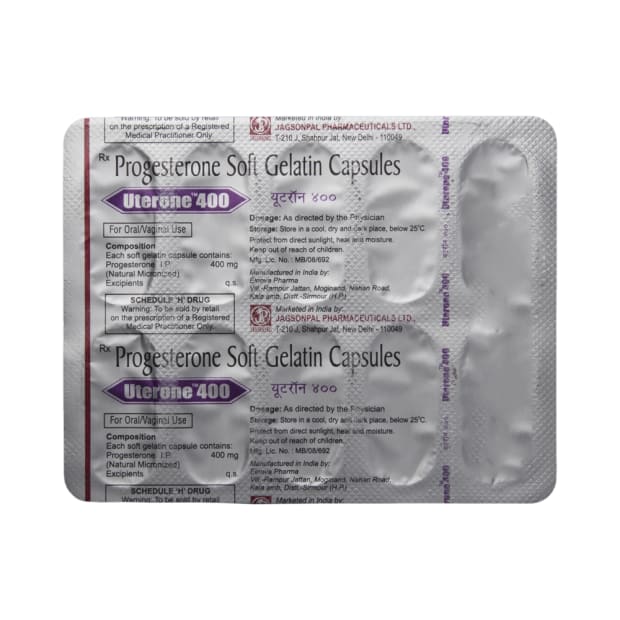 Warning: To be sold by retail
on the prescription of a Registered
Medical Practitioner Only.
Marketed in India by:
JAGSONPAL PHARMACEUTICALS LTD.,
T-210 J, Shahpur Jat, New Delhi - 110049
Rx Progesterone Soft Gelatin Capsules
Uterone™400
यूटरॉन ४००
For Oral/Vaginal Use
Composition
Each soft gelatin capsule contains:
Progesterone I.P. 400 mg
(Natural Micronized)
Excipients q.s.
SCHEDULE 'H' DRUG
Warning: To be sold by retail
on the prescription of a Registered
Medical Practitioner Only.
Dosage: As directed by the Physician
Storage: Store in a cool, dry and dark place, below 25°C
Protect from direct sunlight, heat and moisture.
Keep out of reach of children.
Mfg. Lic. No. : MB/08/692
Manufactured in India by:
Einova Pharma
Vill.-Rampur Jattan, Moginand, Nahan Road,
Kala amb, Distt.-Sirmour (H.P.)
Marketed in India by:
JAGSONPAL PHARMACEUTICALS LTD.,
T-210 J, Shahpur Jat, New Delhi - 110049
Rx Progesterone Soft Gelatin Capsules
Uterone™400
यूटरॉन ४००
For Oral/Vaginal Use
Composition
Each soft gelatin capsule contains:
Progesterone I.P. 400 mg
(Natural Micronized)
Excipients q.s.
SCHEDULE 'H' DRUG
Warning: To be sold by retail
Dosage: As directed by the Physician
Storage: Store in a cool, dry and dark place, below 25°C
Protect from direct sunlight, heat and moisture.
Keep out of reach of children.
Mfg. Lic. No. : MB/08/692
Manufactured in India by:
Einova Pharma
Vill.-Rampur Jattan, Moginand, Nahan Road,
Kala amb, Distt.-Sirmour (H.P.)
Marketed in India by:
Uterone 400
यूटरॉन ४००
Uterone 400
Uterone 400
यूटरॉन ४००
Uterone 400